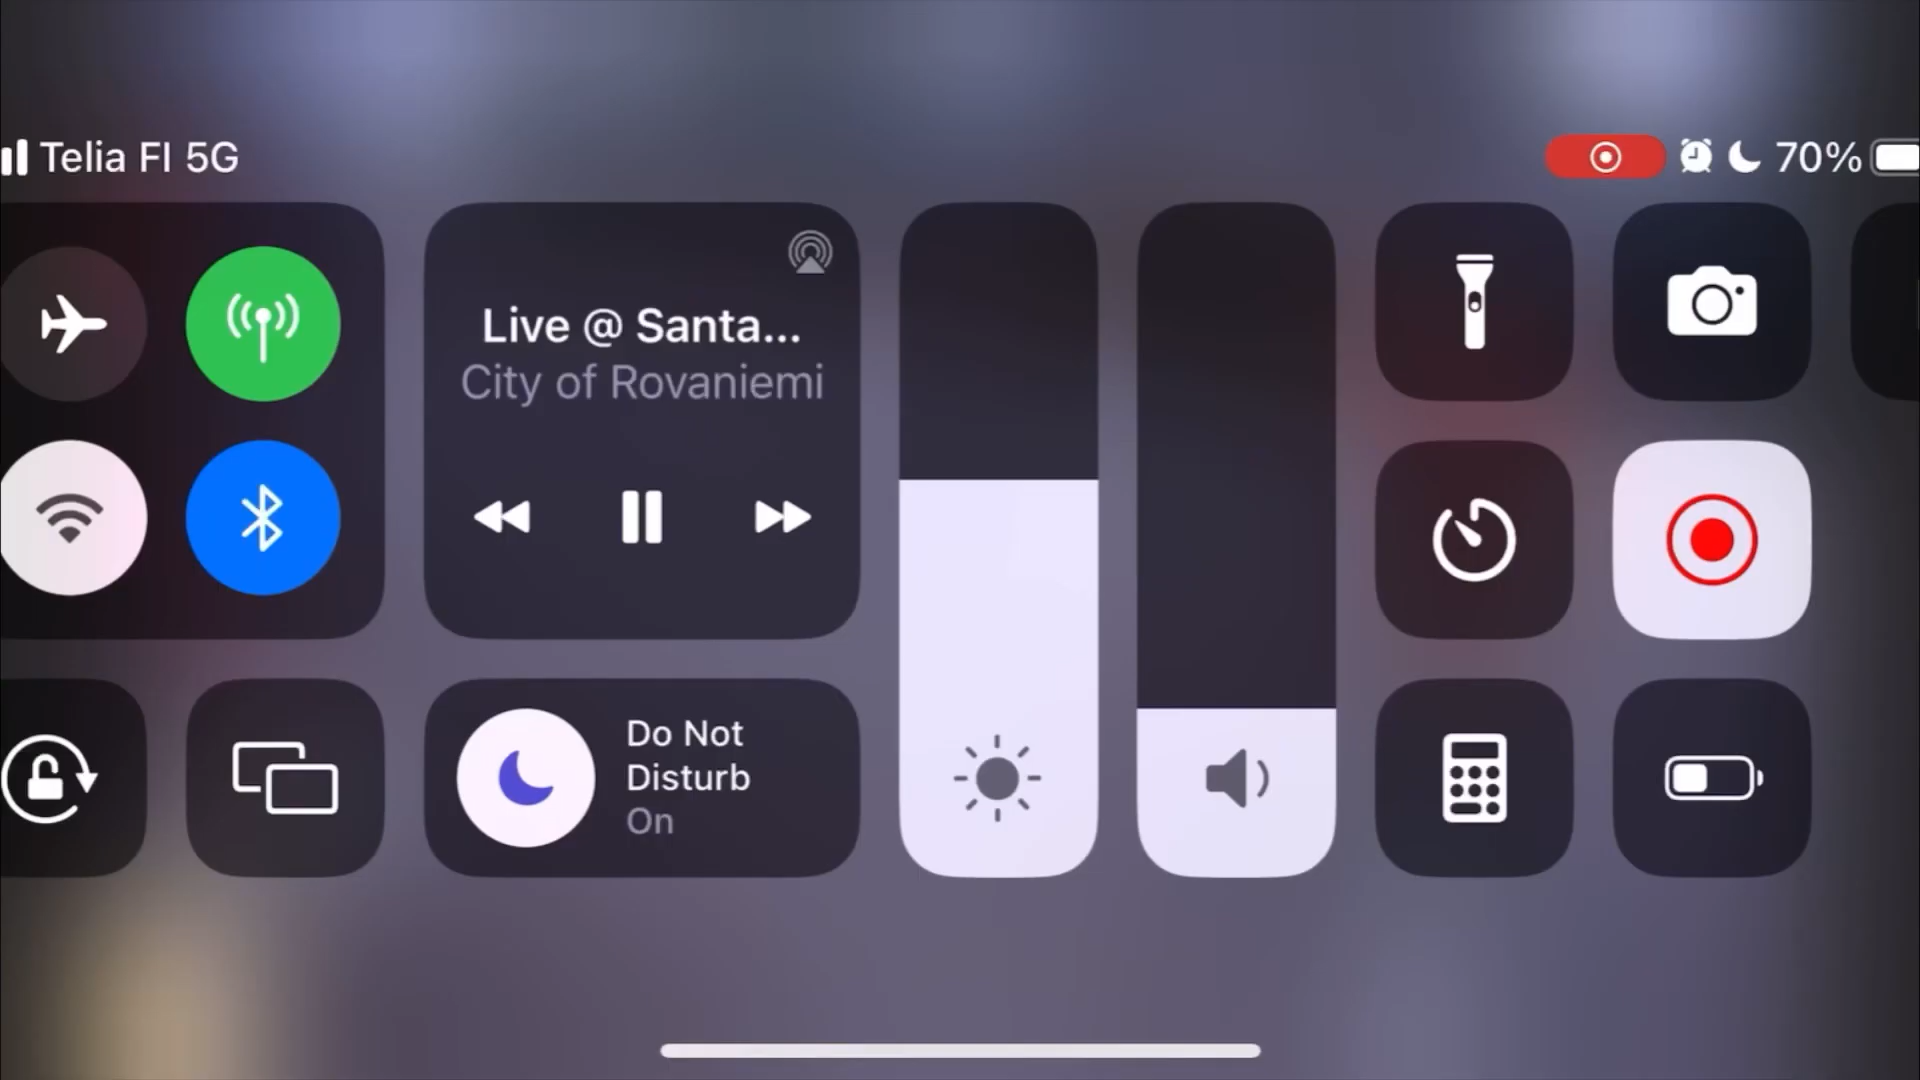 Telia FI 5G
70%
Live @ Santa...
City of Rovaniemi
Do Not
Disturb
On